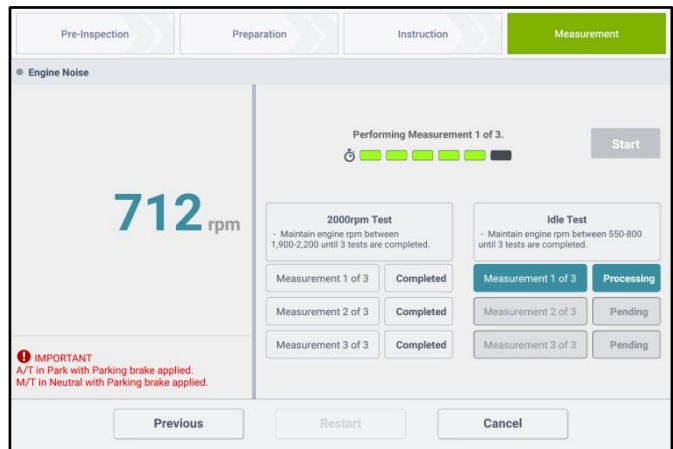 Pre-Inspection
Preparation
Instruction
Measurement
Engine Noise
712 rpm
IMPORTANT
A/T in Park with Parking brake applied.
M/T in Neutral with Parking brake applied.
Performing Measurement 1 of 3.
Start
2000rpm Test
- Maintain engine rpm between
1,900-2,200 until 3 tests are completed.
Measurement 1 of 3 Completed
Measurement 2 of 3 Completed
Measurement 3 of 3 Completed
Idle Test
- Maintain engine rpm between 550-800
until 3 tests are completed.
Measurement 1 of 3 Processing
Measurement 2 of 3 Pending
Measurement 3 of 3 Pending
Previous
Restart
Cancel